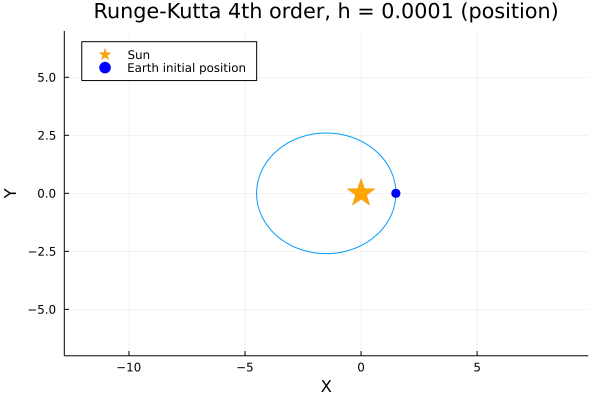 Runge-Kutta 4th order, h = 0.0001 (position)
Sun
Earth initial position
5.0
2.5
0.0
−2.5
−5.0
Y
−10
−5
0
5
X